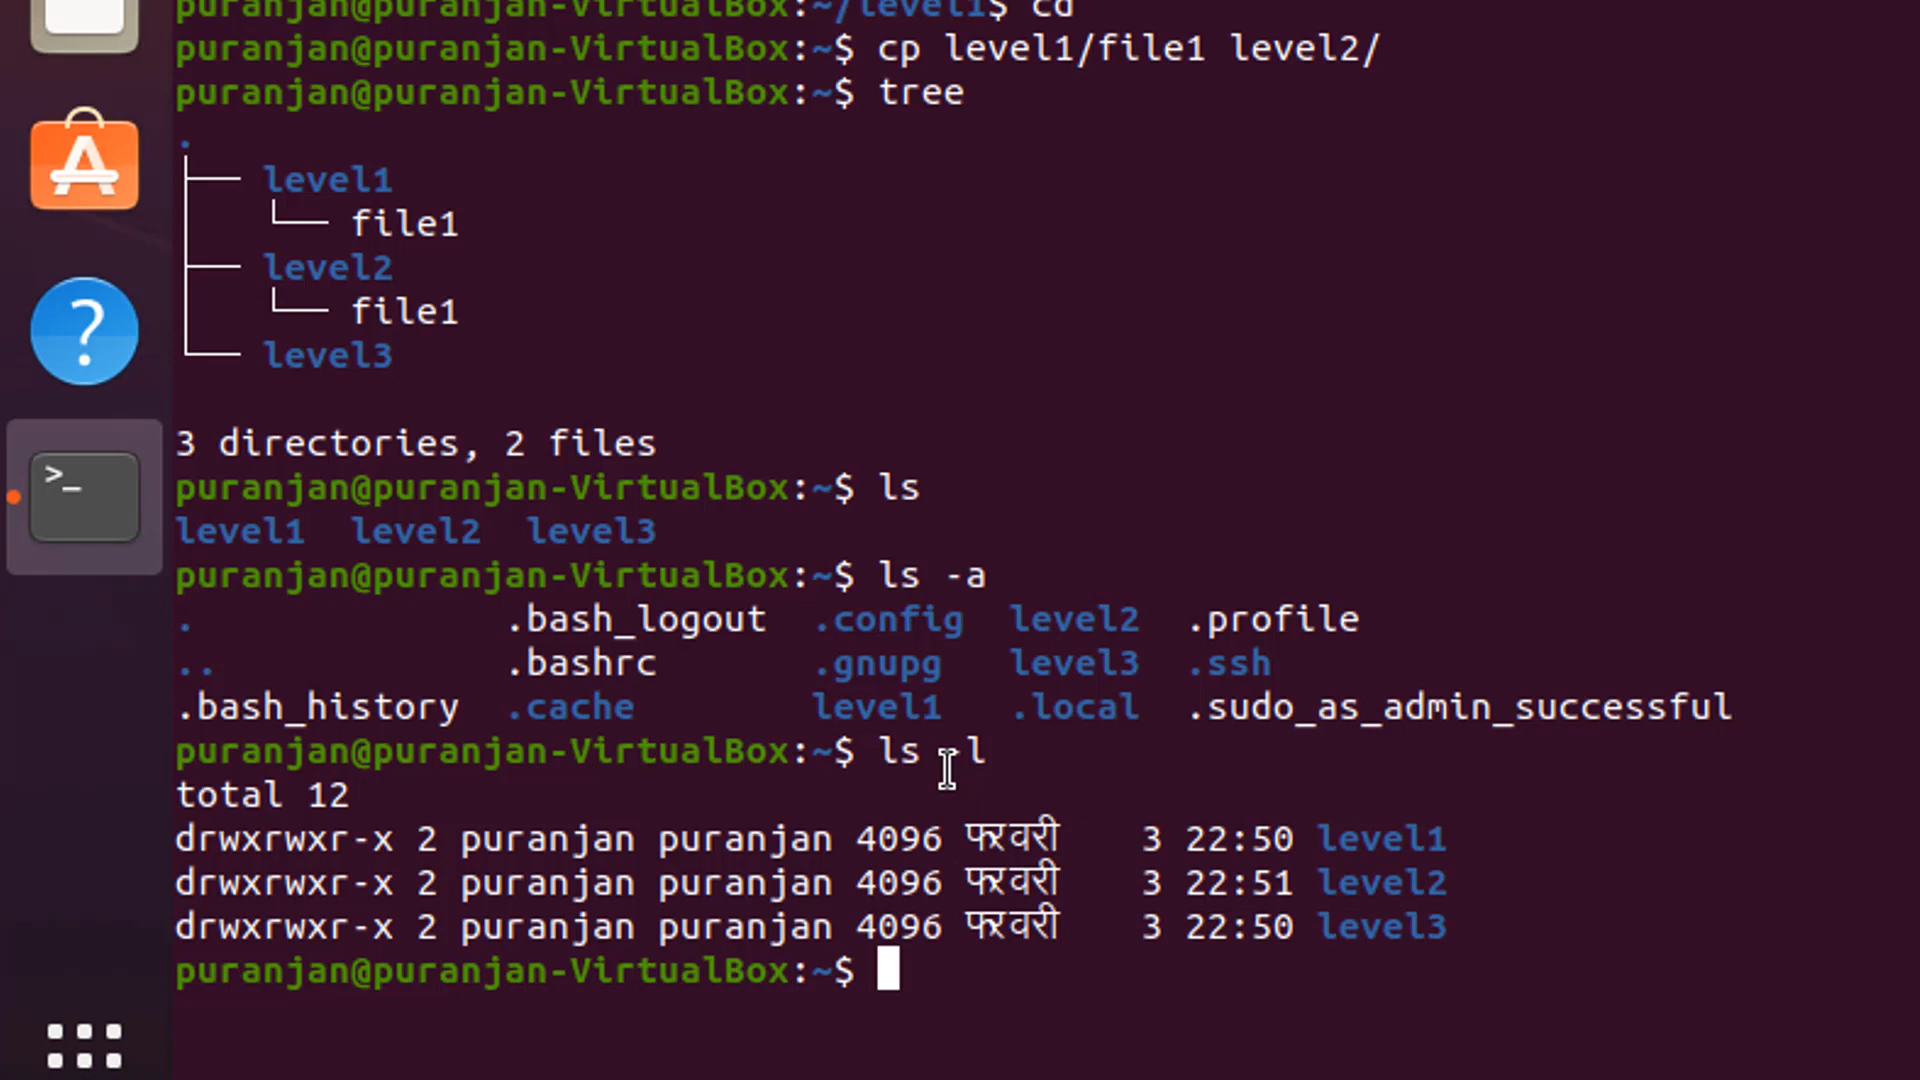 puranjan@puranjan-VirtualBox:~/level1$ cd
puranjan@puranjan-VirtualBox:~$ cp level1/file1 level2/
puranjan@puranjan-VirtualBox:~$ tree
.
├── level1
│   └── file1
├── level2
│   └── file1
└── level3
3 directories, 2 files
puranjan@puranjan-VirtualBox:~$ ls
level1  level2  level3
puranjan@puranjan-VirtualBox:~$ ls -a
.              .bash_logout  .config  level2  .profile
..             .bashrc       .gnupg   level3  .ssh
.bash_history  .cache        level1   .local  .sudo_as_admin_successful
puranjan@puranjan-VirtualBox:~$ ls -l
total 12
drwxrwxr-x 2 puranjan puranjan 4096 फ़रवरी   3 22:50 level1
drwxrwxr-x 2 puranjan puranjan 4096 फ़रवरी   3 22:51 level2
drwxrwxr-x 2 puranjan puranjan 4096 फ़रवरी   3 22:50 level3
puranjan@puranjan-VirtualBox:~$